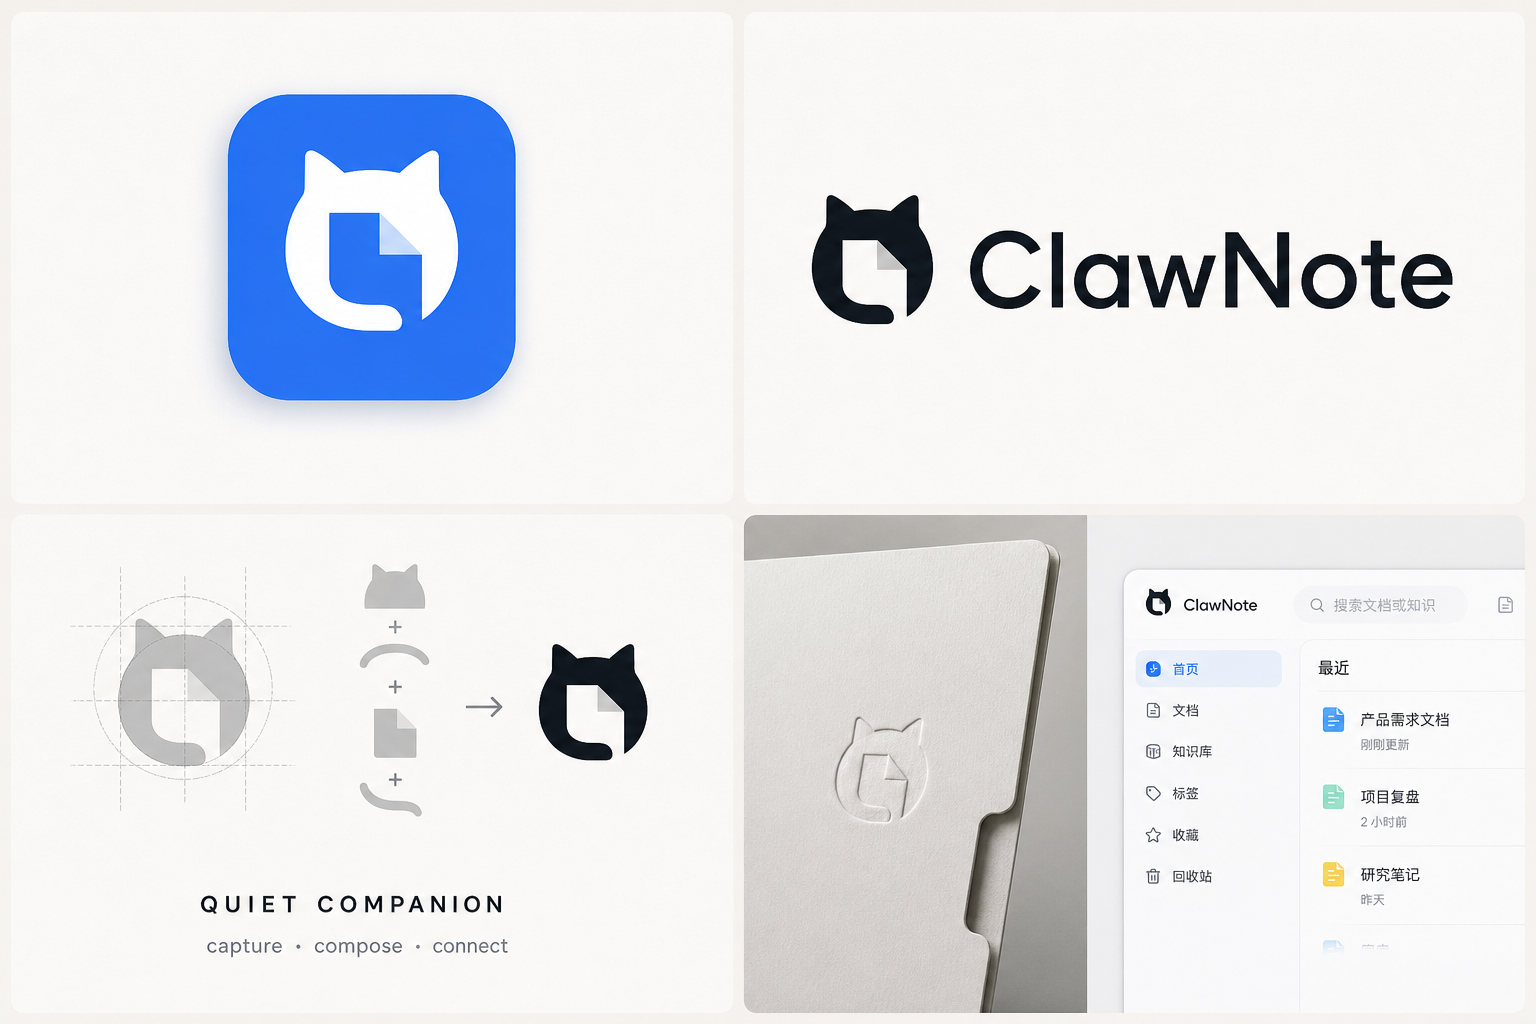 ClawNote
QUIET COMPANION
capture • compose • connect
ClawNote
搜索文档或知识
首页
文档
知识库
标签
收藏
回收站
最近
产品需求文档
刚刚更新
项目复盘
2 小时前
研究笔记
昨天